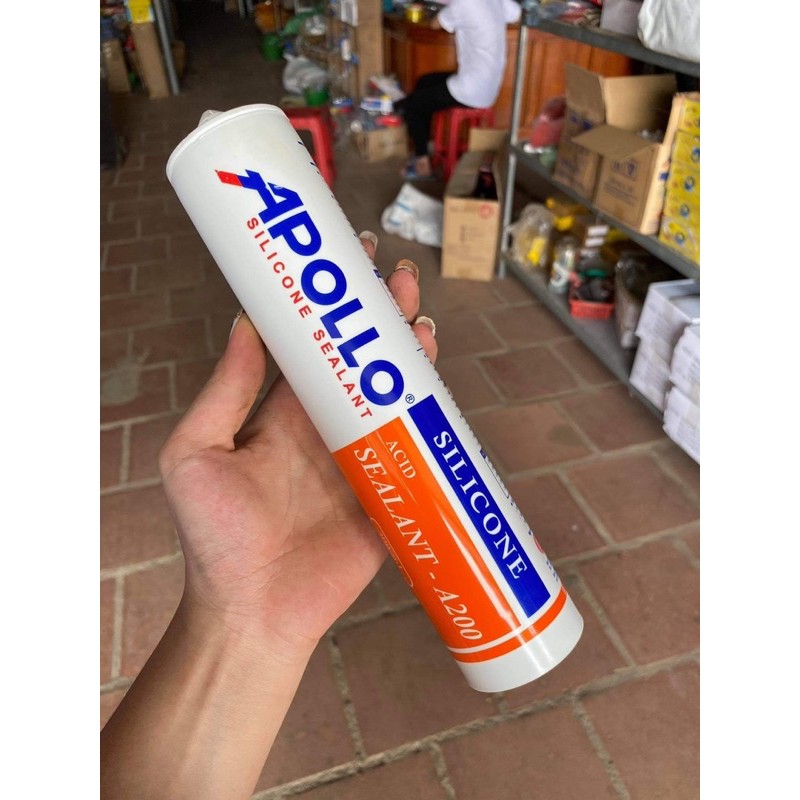 APOLLO®
SILICONE SEALANT
SILICONE
ACID
SEALANT - A200